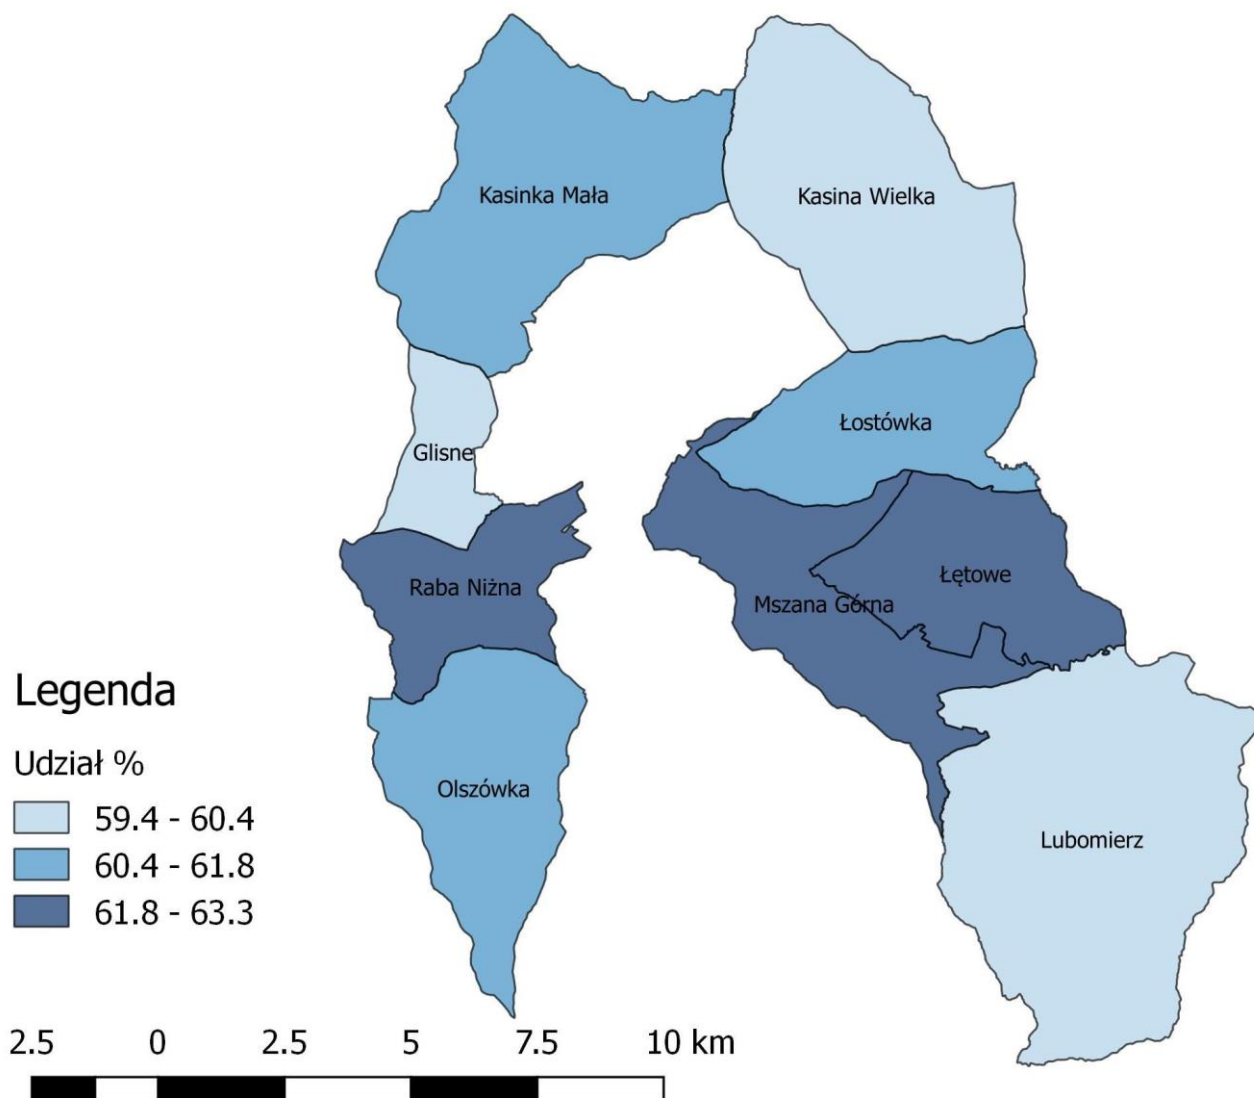 Kasinka Mała
Kasina Wielka
Łostówka
Glisne
Łętowe
Raba Niżna
Mszana Górna
Legenda
Udział %
59.4 - 60.4
60.4 - 61.8
61.8 - 63.3
Olszówka
Lubomierz
2.5 0 2.5 5 7.5 10 km